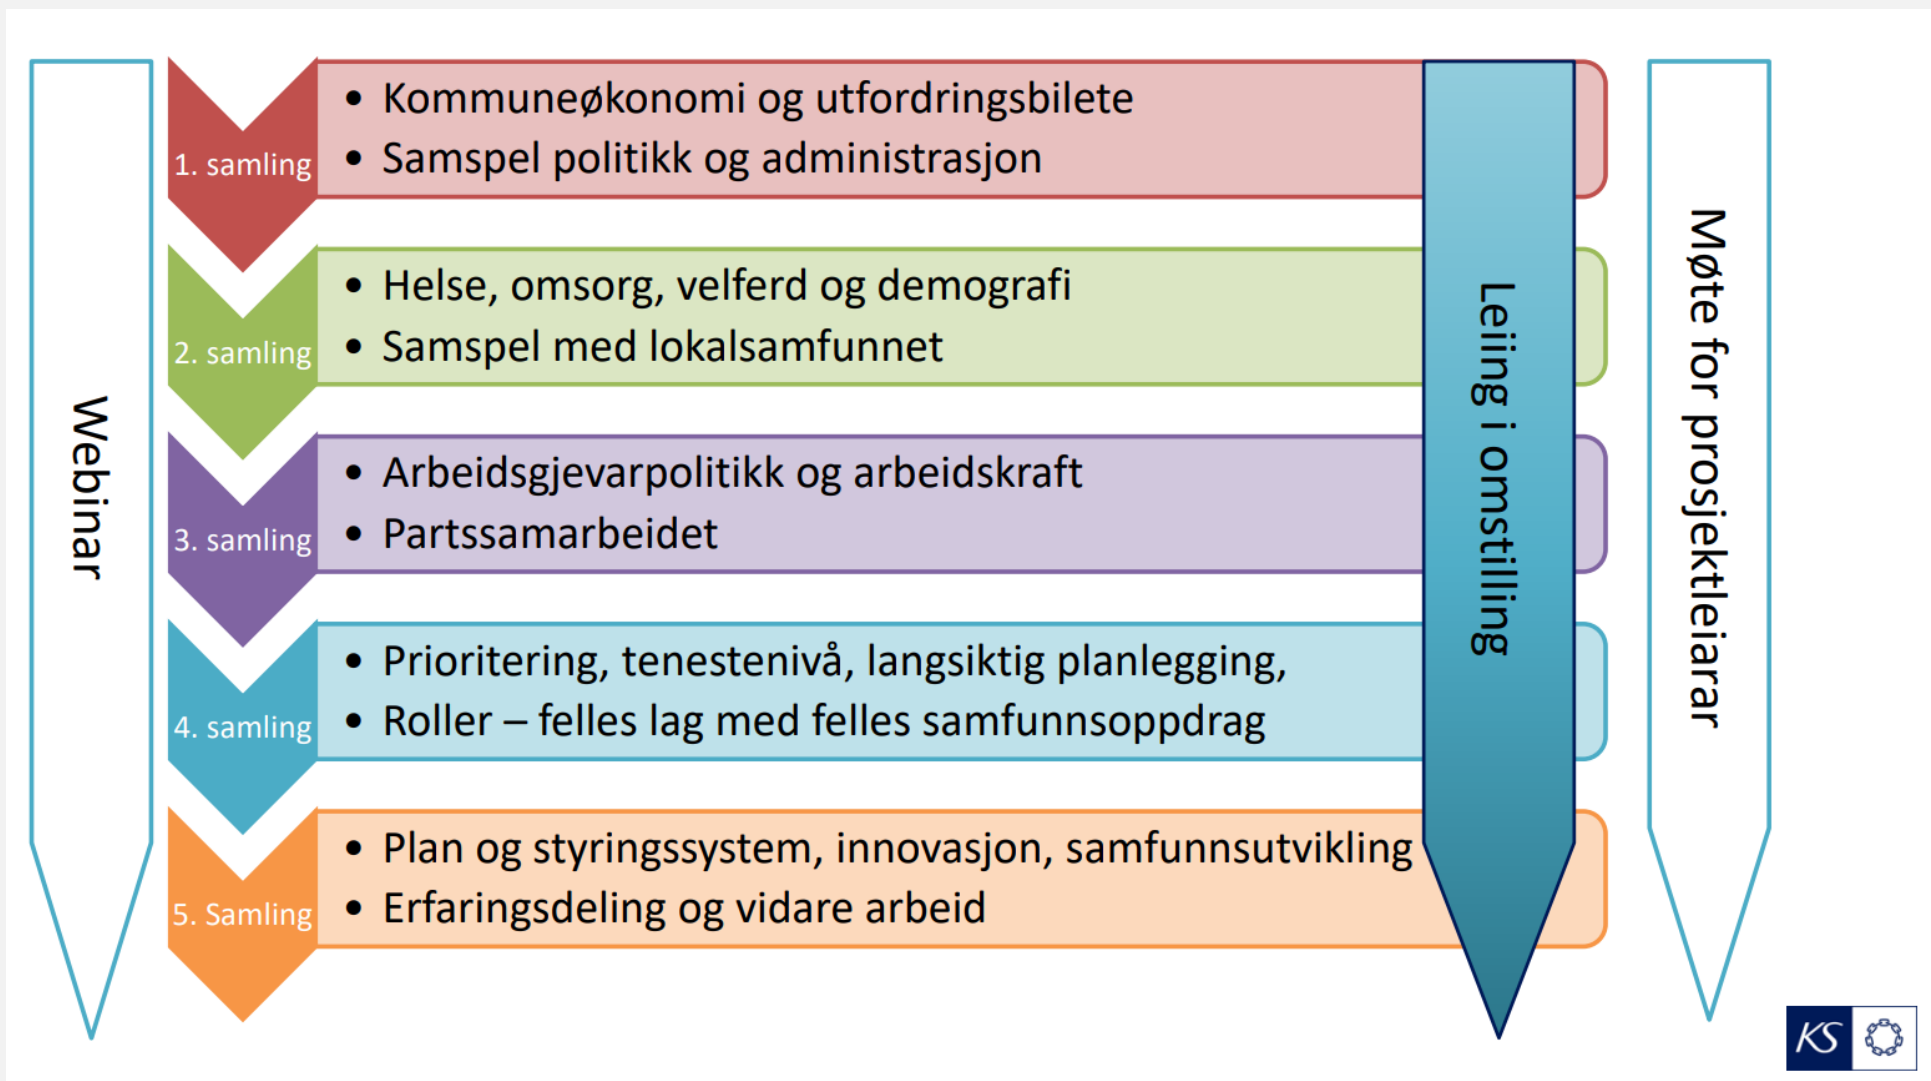 Webinar
1. samling
• Kommuneøkonomi og utfordringsbilete
• Samspel politikk og administrasjon
2. samling
• Helse, omsorg, velferd og demografi
• Samspel med lokalsamfunnet
3. samling
• Arbeidsgjevarpolitikk og arbeidskraft
• Partssamarbeidet
4. samling
• Prioritering, tenestenivå, langsiktig planlegging,
• Roller – felles lag med felles samfunnsoppdrag
5. Samling
• Plan og styringssystem, innovasjon, samfunnsutvikling
• Erfaringsdeling og vidare arbeid
Leiing i omstilling
Møte for prosjektleiarar
KS